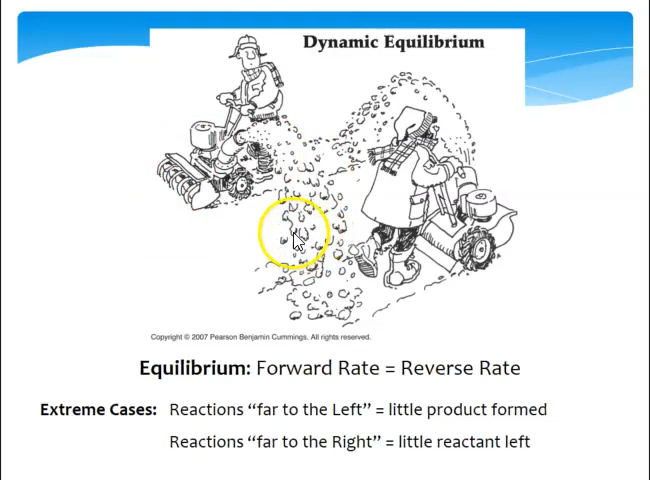 Dynamic Equilibrium
Copyright © 2007 Pearson Benjamin Cummings. All rights reserved.
Equilibrium: Forward Rate = Reverse Rate
Extreme Cases: Reactions “far to the Left” = little product formed
Reactions “far to the Right” = little reactant left